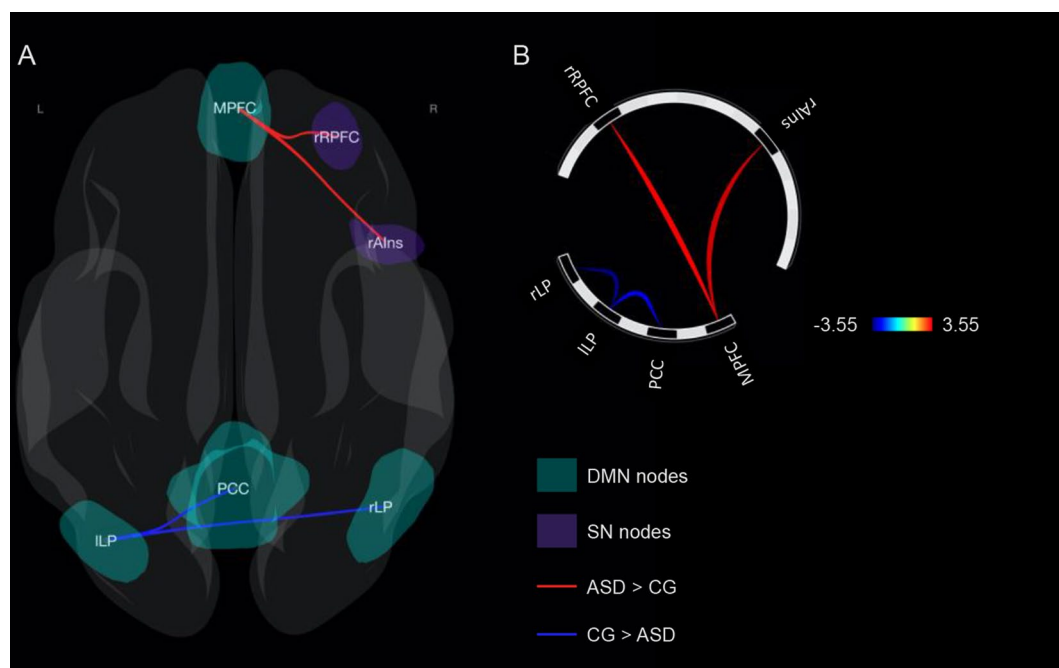 A
L
MPFC
R
rRPFC
rAIns
PCC
rLP
lLP
B
rRPFC
rAIns
rLP
lLP
PCC
MPFC
-3.55 3.55
DMN nodes
SN nodes
ASD > CG
CG > ASD